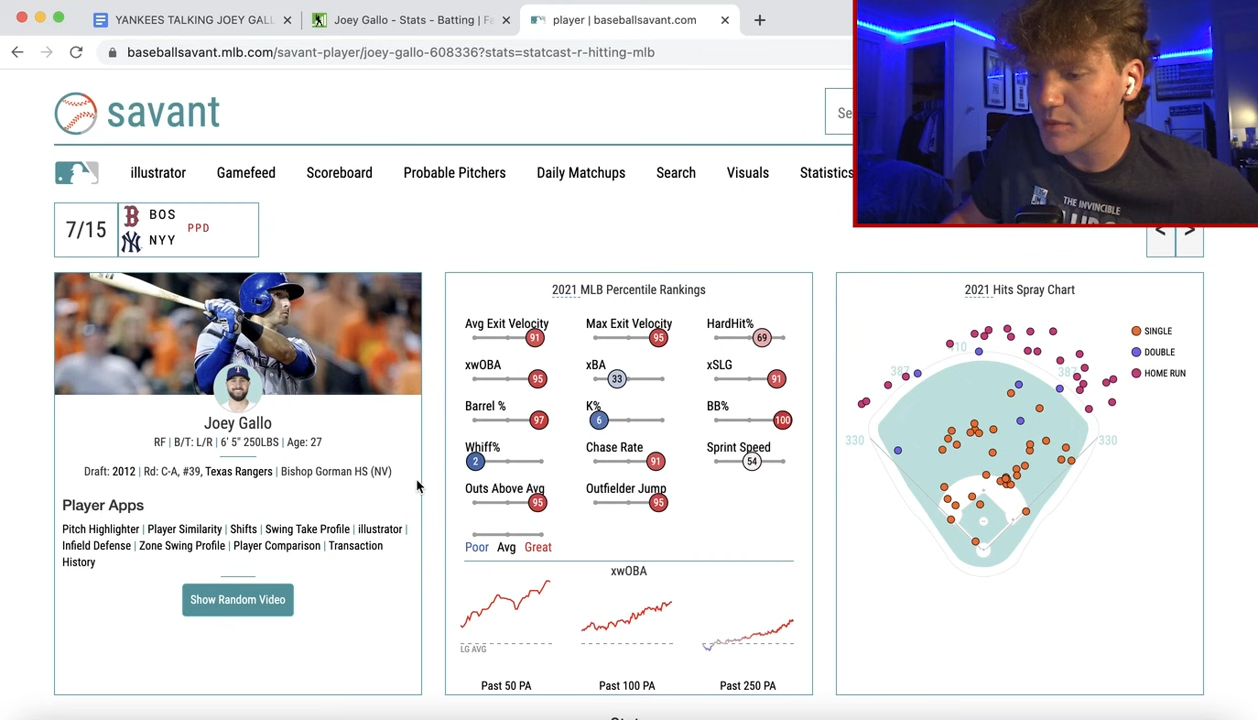 YANKEES TALKING JOEY GAL
Joey Gallo - Stats - Batting | Fa
player | baseballsavant.com
baseballsavant.mlb.com/savant-player/joey-gallo-608336?stats=statcast-r-hitting-mlb
savant
Se
illustrator Gamefeed Scoreboard Probable Pitchers Daily Matchups Search Visuals Statistics
THE INVINCIBLE
7/15
B BOS
NYY
PPD
< >
Joey Gallo
RF | B/T: L/R | 6' 5" 250LBS | Age: 27
Draft: 2012 | Rd: C-A, #39, Texas Rangers | Bishop Gorman HS (NV)
Player Apps
Pitch Highlighter | Player Similarity | Shifts | Swing Take Profile | illustrator |
Infield Defense | Zone Swing Profile | Player Comparison | Transaction
History
Show Random Video
2021 MLB Percentile Rankings
Avg Exit Velocity Max Exit Velocity HardHit%
91 95 69
xwOBA xBA xSLG
95 33 91
Barrel % K% BB%
97 6 100
Whiff% Chase Rate Sprint Speed
2 91 54
Outs Above Avg Outfielder Jump
95 95
Poor Avg Great
xwOBA
LG AVG
Past 50 PA Past 100 PA Past 250 PA
2021 Hits Spray Chart
SINGLE
DOUBLE
HOME RUN
410
387 387
330 330